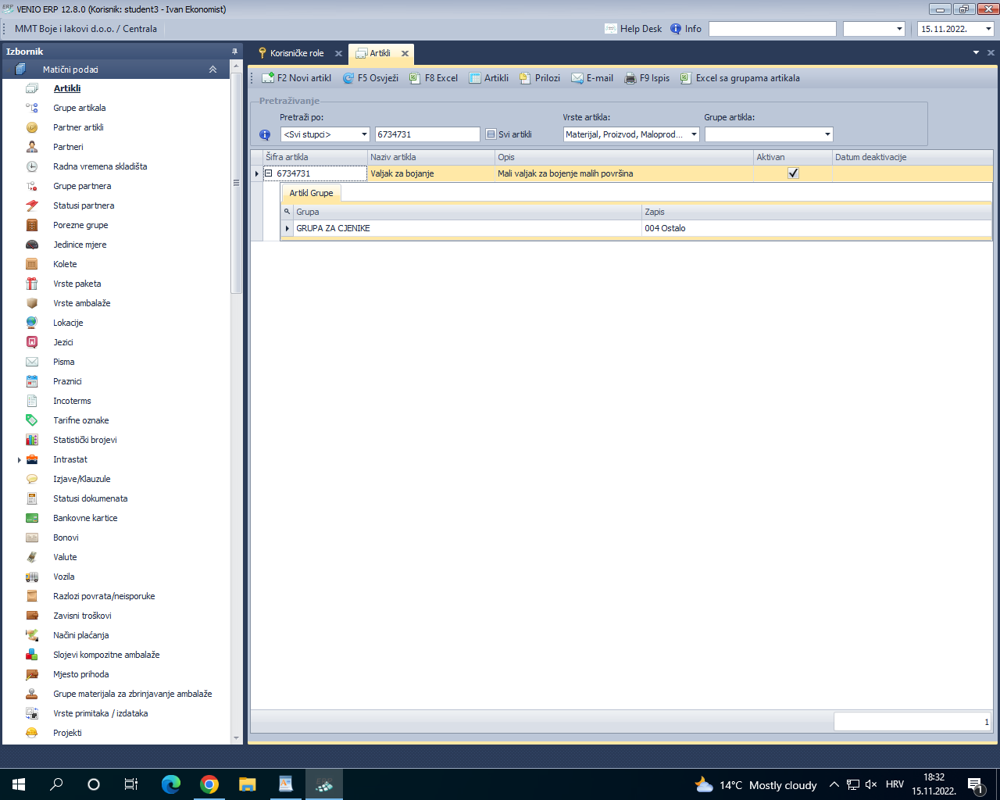 VENIO ERP 12.8.0 (Korisnik: student3 - Ivan Ekonomist)
MMT Boje i lakovi d.o.o. / Centrala
Help Desk
Info
15.11.2022.
Izbornik
Korisničke role
Artikli
Matični podaci
F2 Novi artikl
F5 Osvježi
F8 Excel
Artikli
Prilozi
E-mail
F9 Ispis
Excel sa grupama artikala
Pretraživanje
Pretraži po:
Vrste artikla:
Grupe artikla:
<Svi stupci>
6734731
Svi artikli
Materijal, Proizvod, Maloprod...
Šifra artikla
Naziv artikla
Opis
Aktivan
Datum deaktivacije
6734731
Valjak za bojanje
Mali valjak za bojenje malih površina
Artikl Grupe
Grupa
Zapis
GRUPA ZA CJENIKE
004 Ostalo
1
Artikli
Grupe artikala
Partner artikli
Partneri
Radna vremena skladišta
Grupe partnera
Statusi partnera
Porezne grupe
Jedinice mjere
Kolete
Vrste paketa
Vrste ambalaže
Lokacije
Jezici
Pisma
Praznici
Incoterms
Tarifne oznake
Statistički brojevi
Intrastat
Izjave/Klauzule
Statusi dokumenata
Bankovne kartice
Bonovi
Valute
Vozila
Razlozi povrata/neisporuke
Zavisni troškovi
Načini plaćanja
Slojevi kompozitne ambalaže
Mjesto prihoda
Grupe materijala za zbrinjavanje ambalaže
Vrste primitaka / izdataka
Projekti
14°C Mostly cloudy
HRV
18:32
15.11.2022.
1